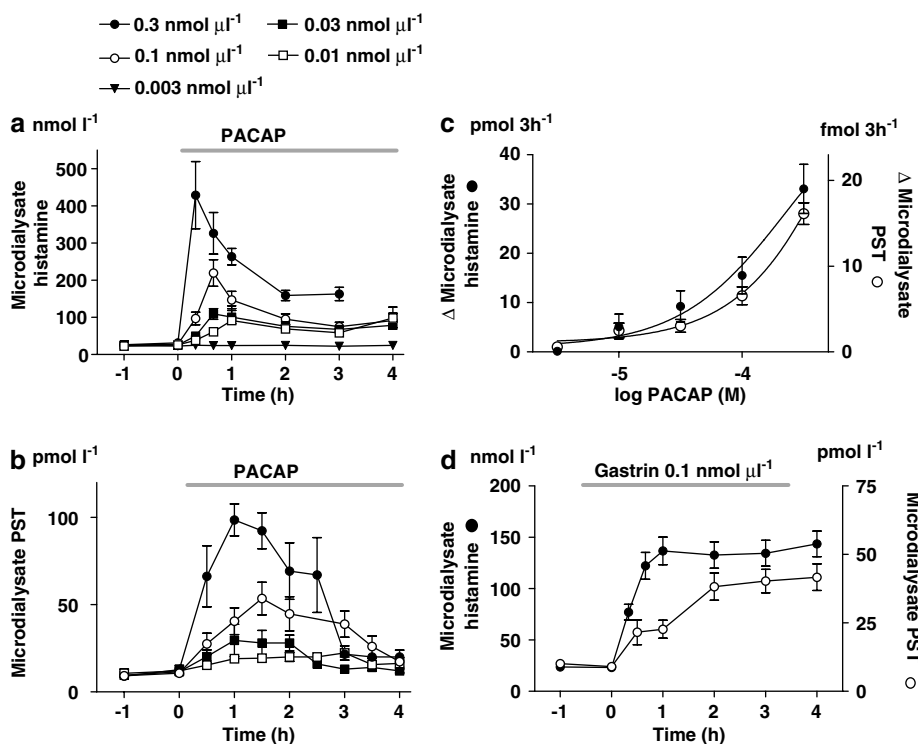 0.3 nmol µl⁻¹
0.03 nmol µl⁻¹
0.1 nmol µl⁻¹
0.01 nmol µl⁻¹
0.003 nmol µl⁻¹
a
nmol l⁻¹
PACAP
500
400
300
200
100
0
Microdialysate
histamine
-1 0 1 2 3 4
Time (h)
c
pmol 3h⁻¹
fmol 3h⁻¹
40
30
20
10
0
Δ Microdialysate
histamine
20
10
0
Δ Microdialysate
PST
-5 -4
log PACAP (M)
b
pmol l⁻¹
PACAP
100
50
0
Microdialysate PST
-1 0 1 2 3 4
Time (h)
d
nmol l⁻¹
pmol l⁻¹
Gastrin 0.1 nmol µl⁻¹
200
150
100
50
0
Microdialysate
histamine
75
50
25
0
Microdialysate PST
-1 0 1 2 3 4
Time (h)